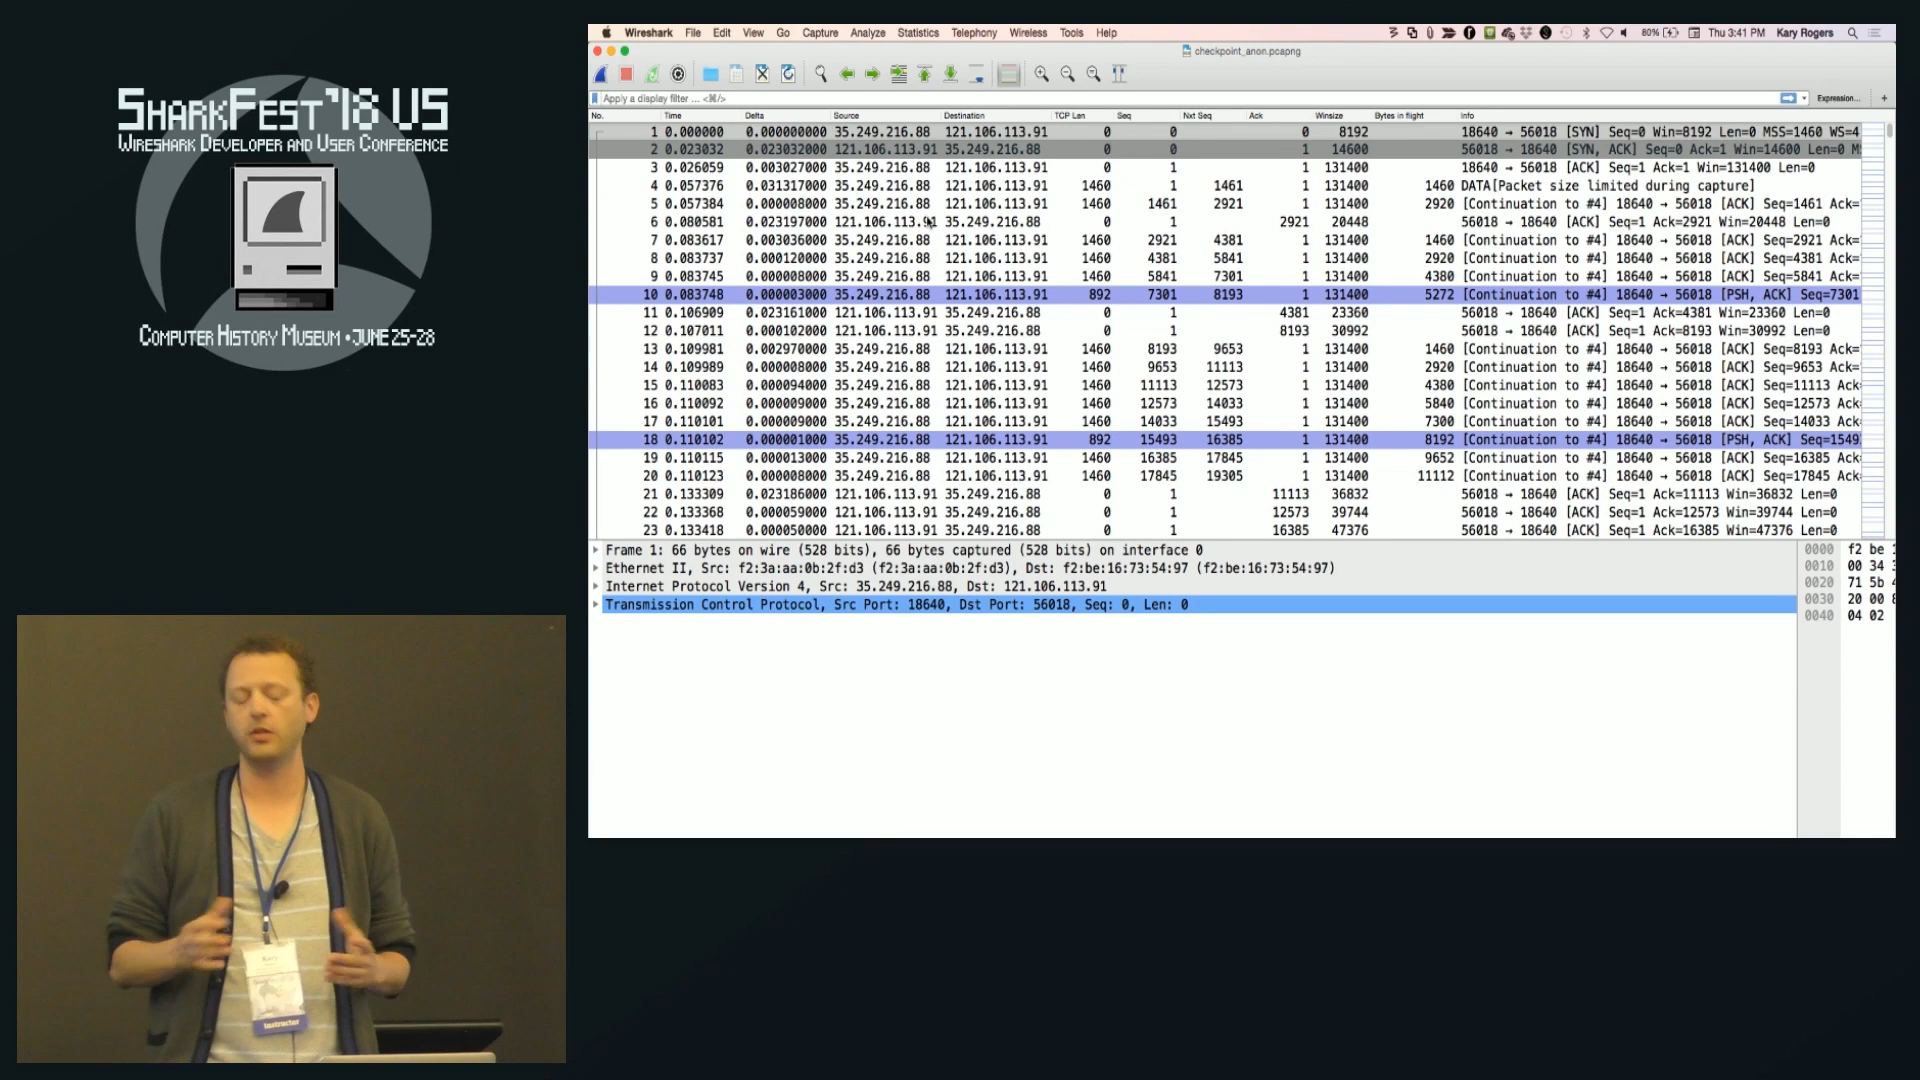 SHARKFEST'18 US
WIRESHARK DEVELOPER AND USER CONFERENCE
COMPUTER HISTORY MUSEUM • JUNE 25-28
Wireshark File Edit View Go Capture Analyze Statistics Telephony Wireless Tools Help 80% Thu 3:41 PM Kary Rogers
checkpoint_anon.pcapng
Apply a display filter ... <⌘/> Expression... +
No. Time Delta Source Destination TCP Len Seq Nxt Seq Ack Winsize Bytes in flight Info
1 0.000000 0.000000000 35.249.216.88 121.106.113.91 0 0 0 8192 18640 → 56018 [SYN] Seq=0 Win=8192 Len=0 MSS=1460 WS=4
2 0.023032 0.023032000 121.106.113.91 35.249.216.88 0 0 1 14600 56018 → 18640 [SYN, ACK] Seq=0 Ack=1 Win=14600 Len=0 M
3 0.026059 0.003027000 35.249.216.88 121.106.113.91 0 1 1 131400 18640 → 56018 [ACK] Seq=1 Ack=1 Win=131400 Len=0
4 0.057376 0.031317000 35.249.216.88 121.106.113.91 1460 1 1461 1 131400 1460 DATA[Packet size limited during capture]
5 0.057384 0.000008000 35.249.216.88 121.106.113.91 1460 1461 2921 1 131400 2920 [Continuation to #4] 18640 → 56018 [ACK] Seq=1461 Ack=
6 0.080581 0.023197000 121.106.113.91 35.249.216.88 0 1 2921 20448 56018 → 18640 [ACK] Seq=1 Ack=2921 Win=20448 Len=0
7 0.083617 0.003036000 35.249.216.88 121.106.113.91 1460 2921 4381 1 131400 1460 [Continuation to #4] 18640 → 56018 [ACK] Seq=2921 Ack=
8 0.083737 0.000120000 35.249.216.88 121.106.113.91 1460 4381 5841 1 131400 2920 [Continuation to #4] 18640 → 56018 [ACK] Seq=4381 Ack=
9 0.083745 0.000008000 35.249.216.88 121.106.113.91 1460 5841 7301 1 131400 4380 [Continuation to #4] 18640 → 56018 [ACK] Seq=5841 Ack=
10 0.083748 0.000003000 35.249.216.88 121.106.113.91 892 7301 8193 1 131400 5272 [Continuation to #4] 18640 → 56018 [PSH, ACK] Seq=7301
11 0.106909 0.023161000 121.106.113.91 35.249.216.88 0 1 4381 23360 56018 → 18640 [ACK] Seq=1 Ack=4381 Win=23360 Len=0
12 0.107011 0.000102000 121.106.113.91 35.249.216.88 0 1 8193 30992 56018 → 18640 [ACK] Seq=1 Ack=8193 Win=30992 Len=0
13 0.109981 0.002970000 35.249.216.88 121.106.113.91 1460 8193 9653 1 131400 1460 [Continuation to #4] 18640 → 56018 [ACK] Seq=8193 Ack=
14 0.109989 0.000008000 35.249.216.88 121.106.113.91 1460 9653 11113 1 131400 2920 [Continuation to #4] 18640 → 56018 [ACK] Seq=9653 Ack=
15 0.110083 0.000094000 35.249.216.88 121.106.113.91 1460 11113 12573 1 131400 4380 [Continuation to #4] 18640 → 56018 [ACK] Seq=11113 Ack
16 0.110092 0.000009000 35.249.216.88 121.106.113.91 1460 12573 14033 1 131400 5840 [Continuation to #4] 18640 → 56018 [ACK] Seq=12573 Ack
17 0.110101 0.000009000 35.249.216.88 121.106.113.91 1460 14033 15493 1 131400 7300 [Continuation to #4] 18640 → 56018 [ACK] Seq=14033 Ack
18 0.110102 0.000001000 35.249.216.88 121.106.113.91 892 15493 16385 1 131400 8192 [Continuation to #4] 18640 → 56018 [PSH, ACK] Seq=1549
19 0.110115 0.000013000 35.249.216.88 121.106.113.91 1460 16385 17845 1 131400 9652 [Continuation to #4] 18640 → 56018 [ACK] Seq=16385 Ack
20 0.110123 0.000008000 35.249.216.88 121.106.113.91 1460 17845 19305 1 131400 11112 [Continuation to #4] 18640 → 56018 [ACK] Seq=17845 Ack
21 0.133309 0.023186000 121.106.113.91 35.249.216.88 0 1 11113 36832 56018 → 18640 [ACK] Seq=1 Ack=11113 Win=36832 Len=0
22 0.133368 0.000059000 121.106.113.91 35.249.216.88 0 1 12573 39744 56018 → 18640 [ACK] Seq=1 Ack=12573 Win=39744 Len=0
23 0.133418 0.000050000 121.106.113.91 35.249.216.88 0 1 16385 47376 56018 → 18640 [ACK] Seq=1 Ack=16385 Win=47376 Len=0
Frame 1: 66 bytes on wire (528 bits), 66 bytes captured (528 bits) on interface 0
Ethernet II, Src: f2:3a:aa:0b:2f:d3 (f2:3a:aa:0b:2f:d3), Dst: f2:be:16:73:54:97 (f2:be:16:73:54:97)
Internet Protocol Version 4, Src: 35.249.216.88, Dst: 121.106.113.91
Transmission Control Protocol, Src Port: 18640, Dst Port: 56018, Seq: 0, Len: 0
0000 f2 be 1
0010 00 34
0020 71 5b
0030 20 00
0040 04 02
Kary
Instructor